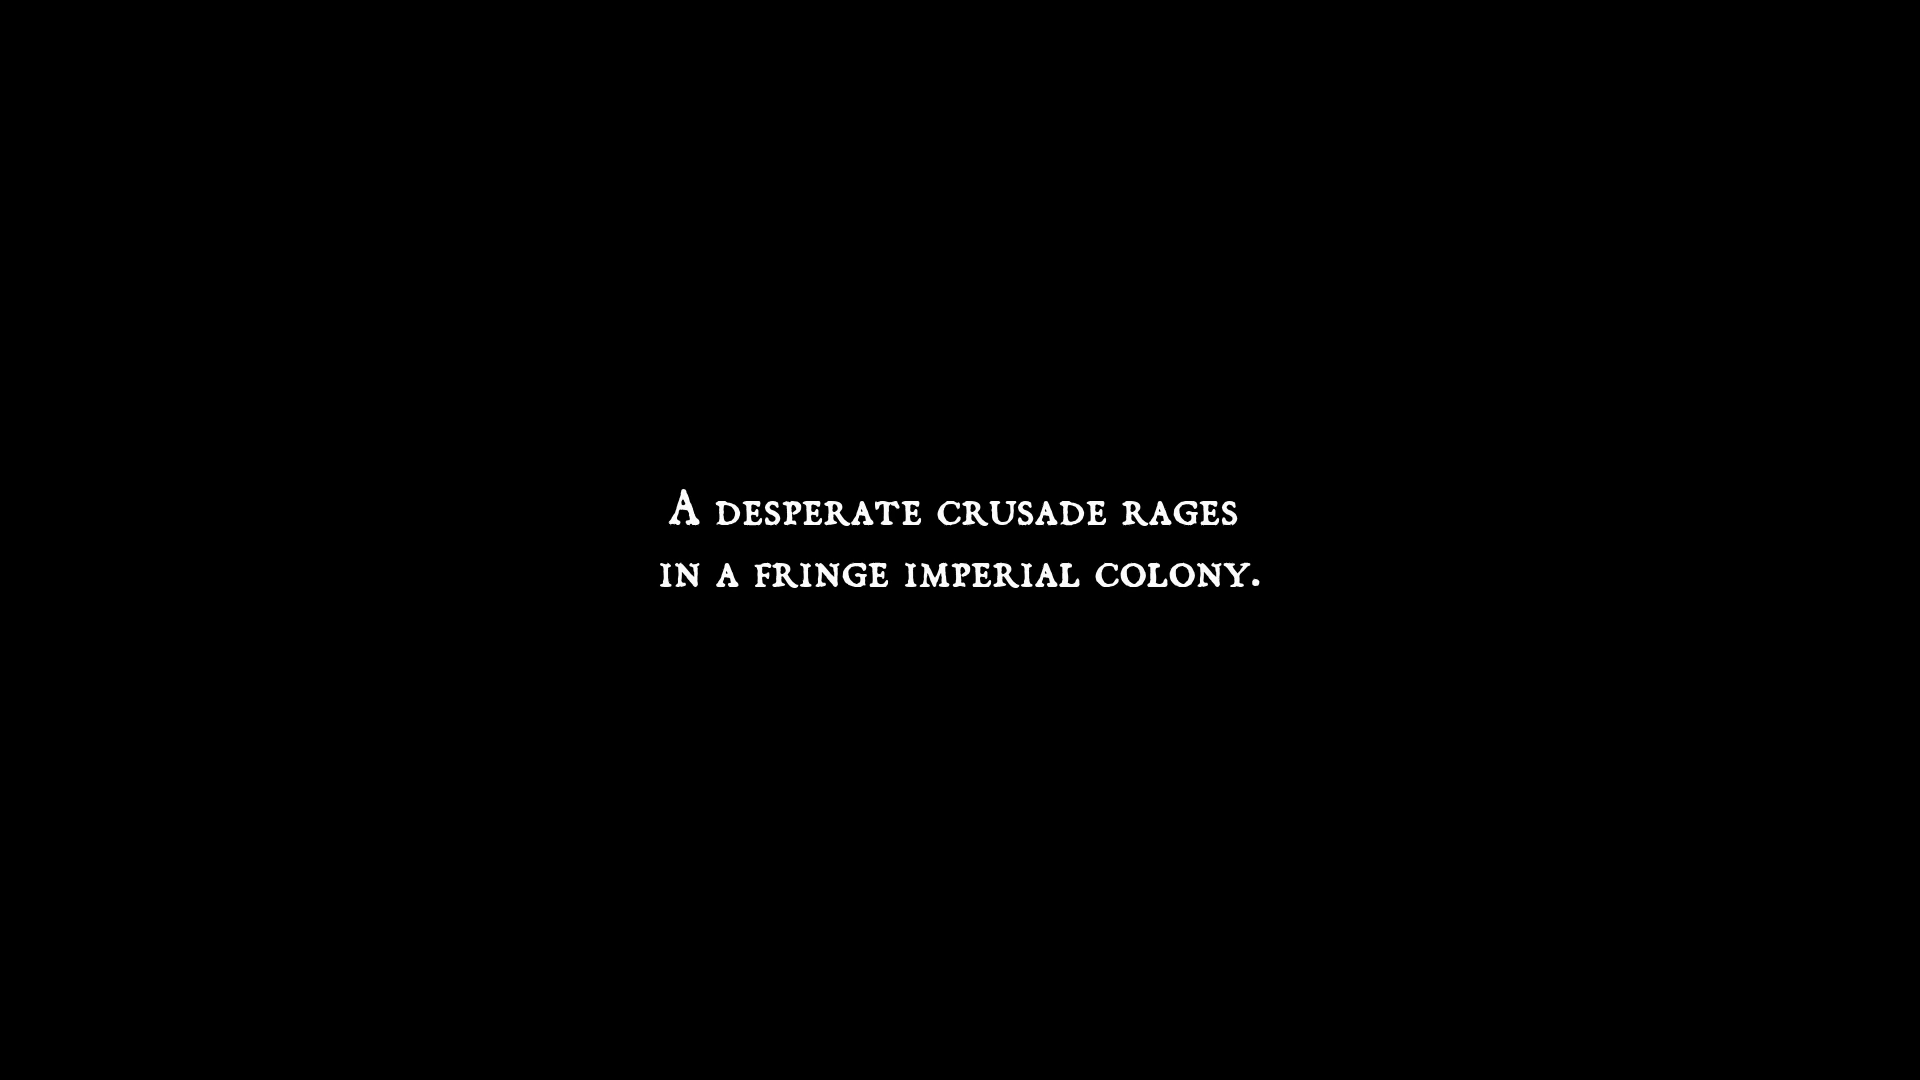 A desperate crusade rages
in a fringe imperial colony.